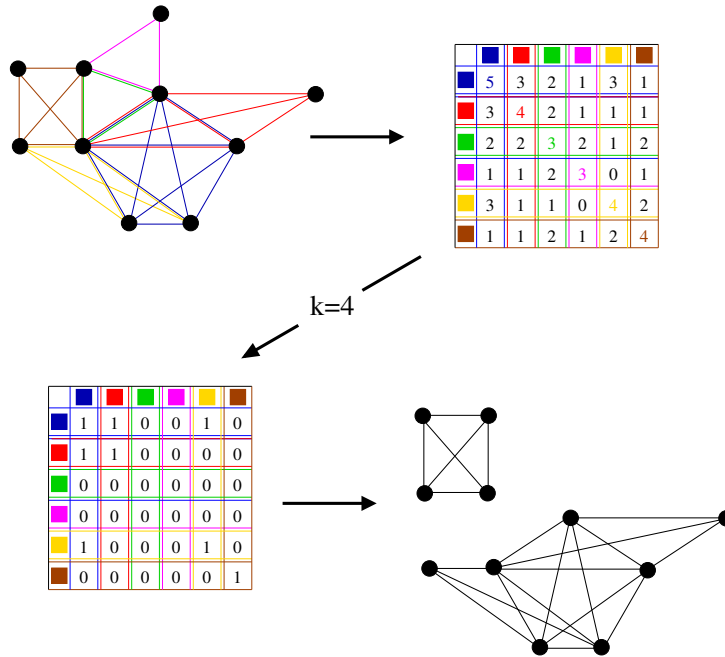 5 3 2 1 3 1
3 4 2 1 1 1
2 2 3 2 1 2
1 1 2 3 0 1
3 1 1 0 4 2
1 1 2 1 2 4
k=4
1 1 0 0 1 0
1 1 0 0 0 0
0 0 0 0 0 0
0 0 0 0 0 0
1 0 0 0 1 0
0 0 0 0 0 1